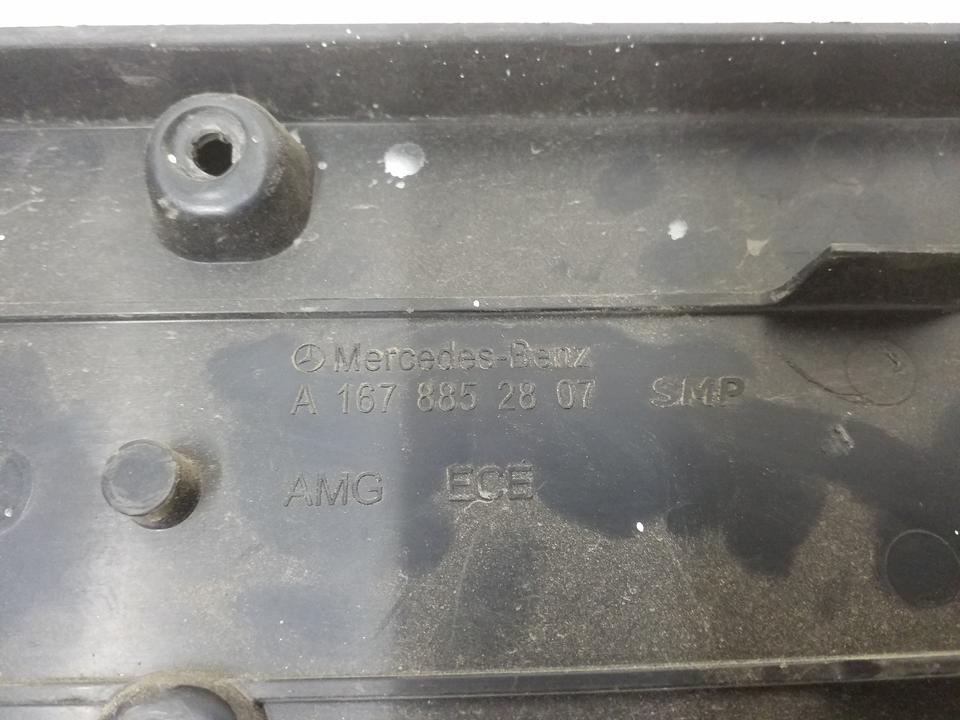 Mercedes-Benz
A 167 885 28 07 SMP
AMG ECE